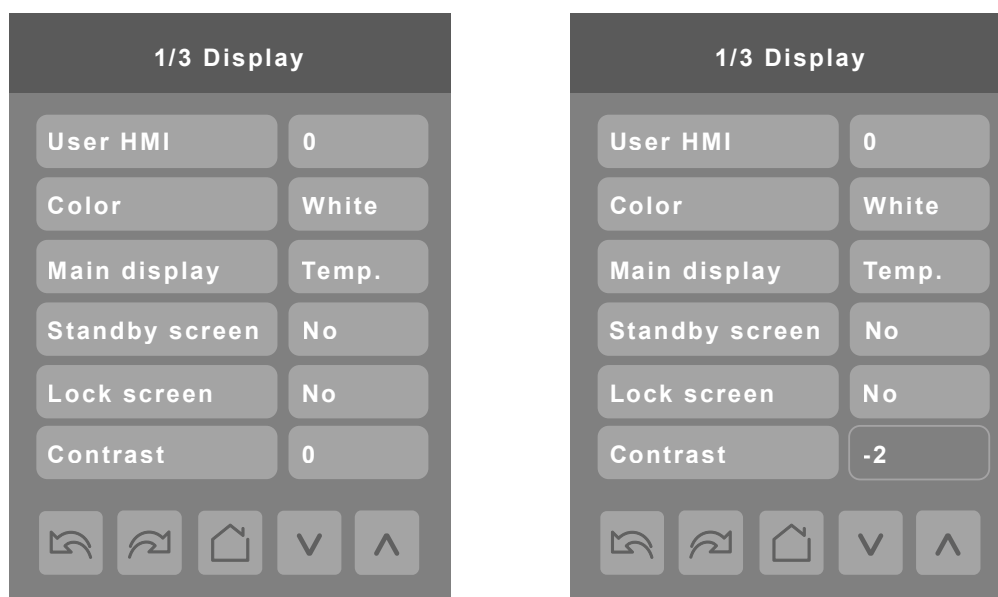 1/3 Display
User HMI 0
Color White
Main display Temp.
Standby screen No
Lock screen No
Contrast 0
1/3 Display
User HMI 0
Color White
Main display Temp.
Standby screen No
Lock screen No
Contrast -2